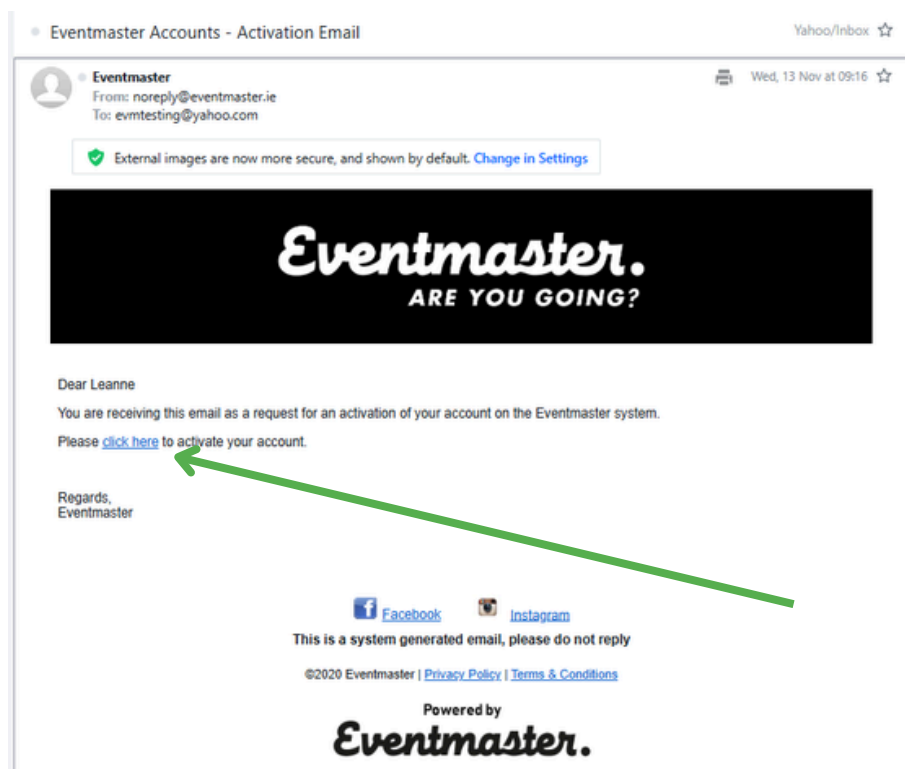 Eventmaster Accounts - Activation Email
Yahoo/Inbox
Eventmaster
Wed, 13 Nov at 09:16
From: noreply@eventmaster.ie
To: evmtesting@yahoo.com
External images are now more secure, and shown by default. Change in Settings
Eventmaster.
ARE YOU GOING?
Dear Leanne
You are receiving this email as a request for an activation of your account on the Eventmaster system.
Please click here to activate your account.
Regards,
Eventmaster
Facebook Instagram
This is a system generated email, please do not reply
©2020 Eventmaster | Privacy Policy | Terms & Conditions
Powered by
Eventmaster.